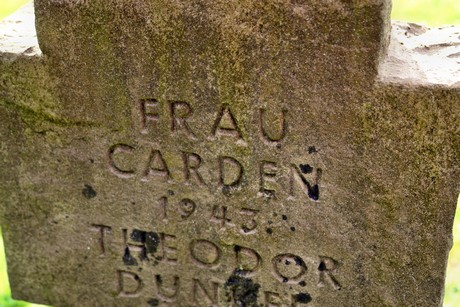 FRAU
CARDEN
1943
THEODOR